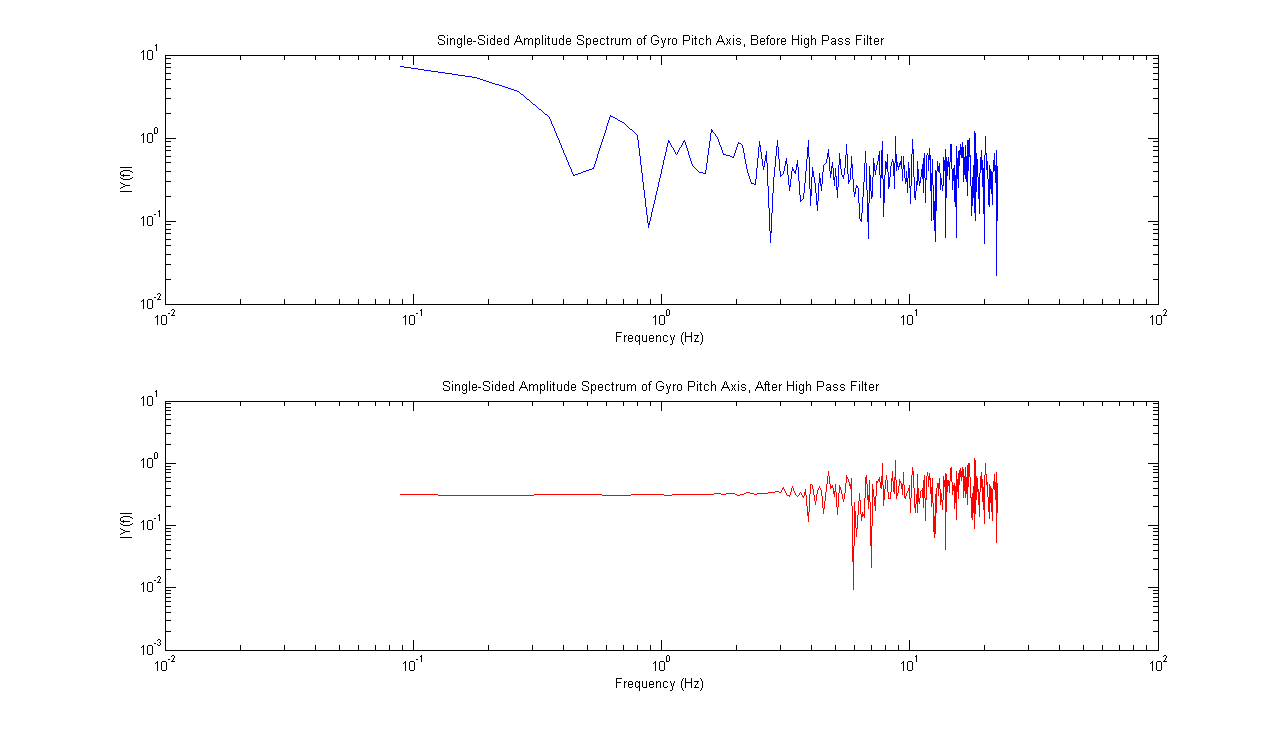 Single-Sided Amplitude Spectrum of Gyro Pitch Axis, Before High Pass Filter
10^1
10^0
|Y(f)|
10^-1
10^-2
10^-2 10^-1 10^0 10^1 10^2
Frequency (Hz)
Single-Sided Amplitude Spectrum of Gyro Pitch Axis, After High Pass Filter
10^1
10^0
|Y(f)|
10^-1
10^-2
10^-3
10^-2 10^-1 10^0 10^1 10^2
Frequency (Hz)